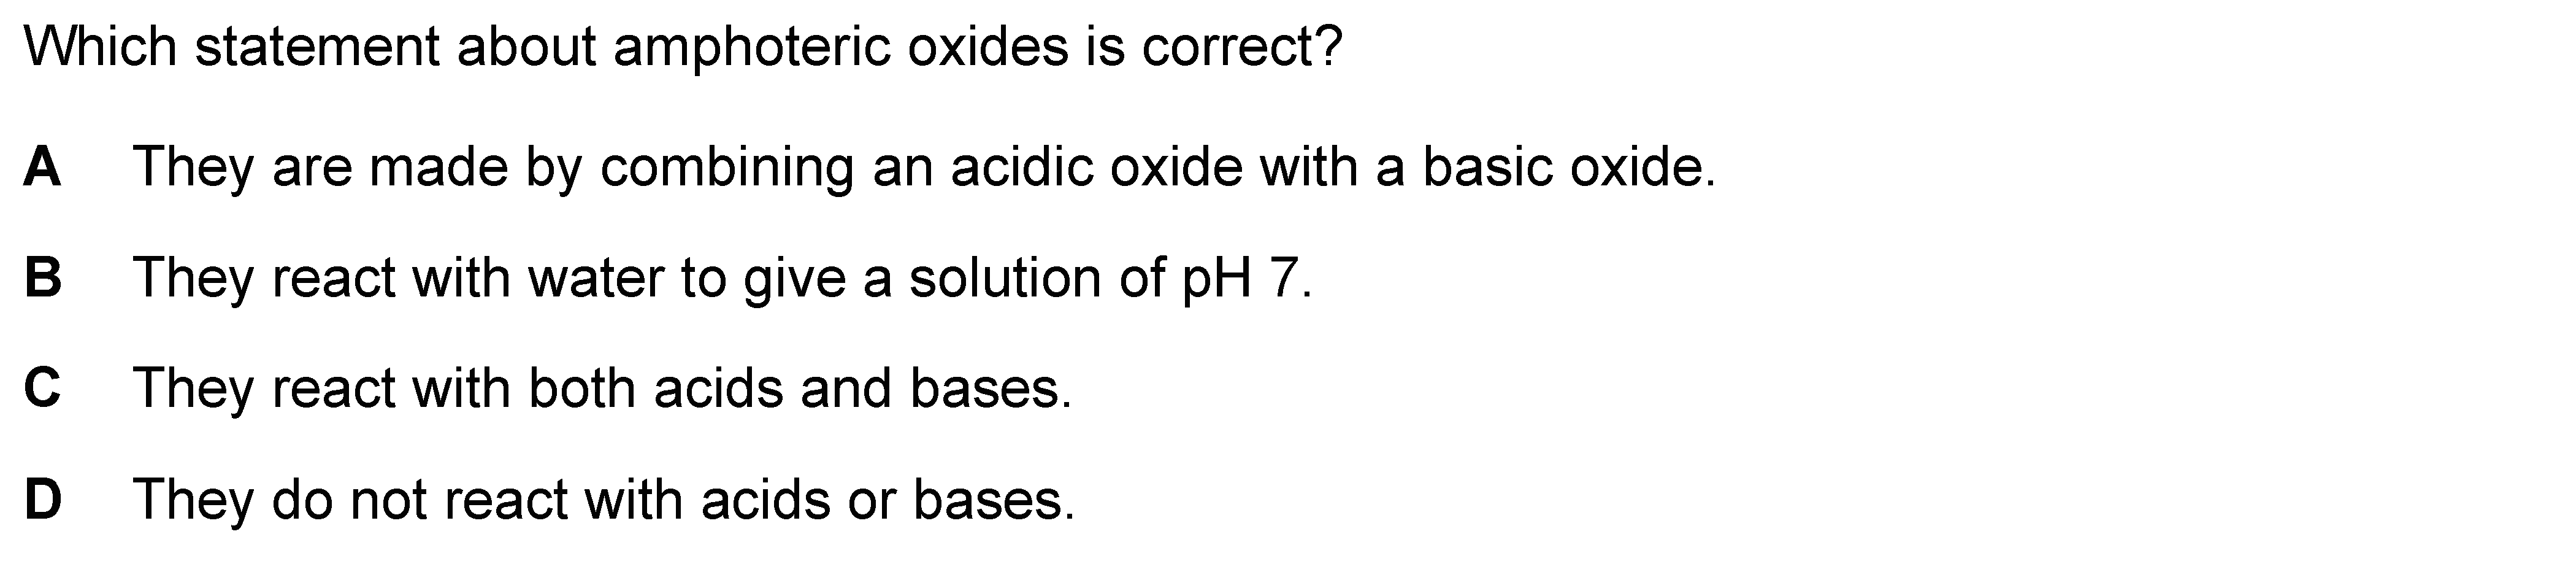 Which statement about amphoteric oxides is correct?
A They are made by combining an acidic oxide with a basic oxide.
B They react with water to give a solution of pH 7.
C They react with both acids and bases.
D They do not react with acids or bases.